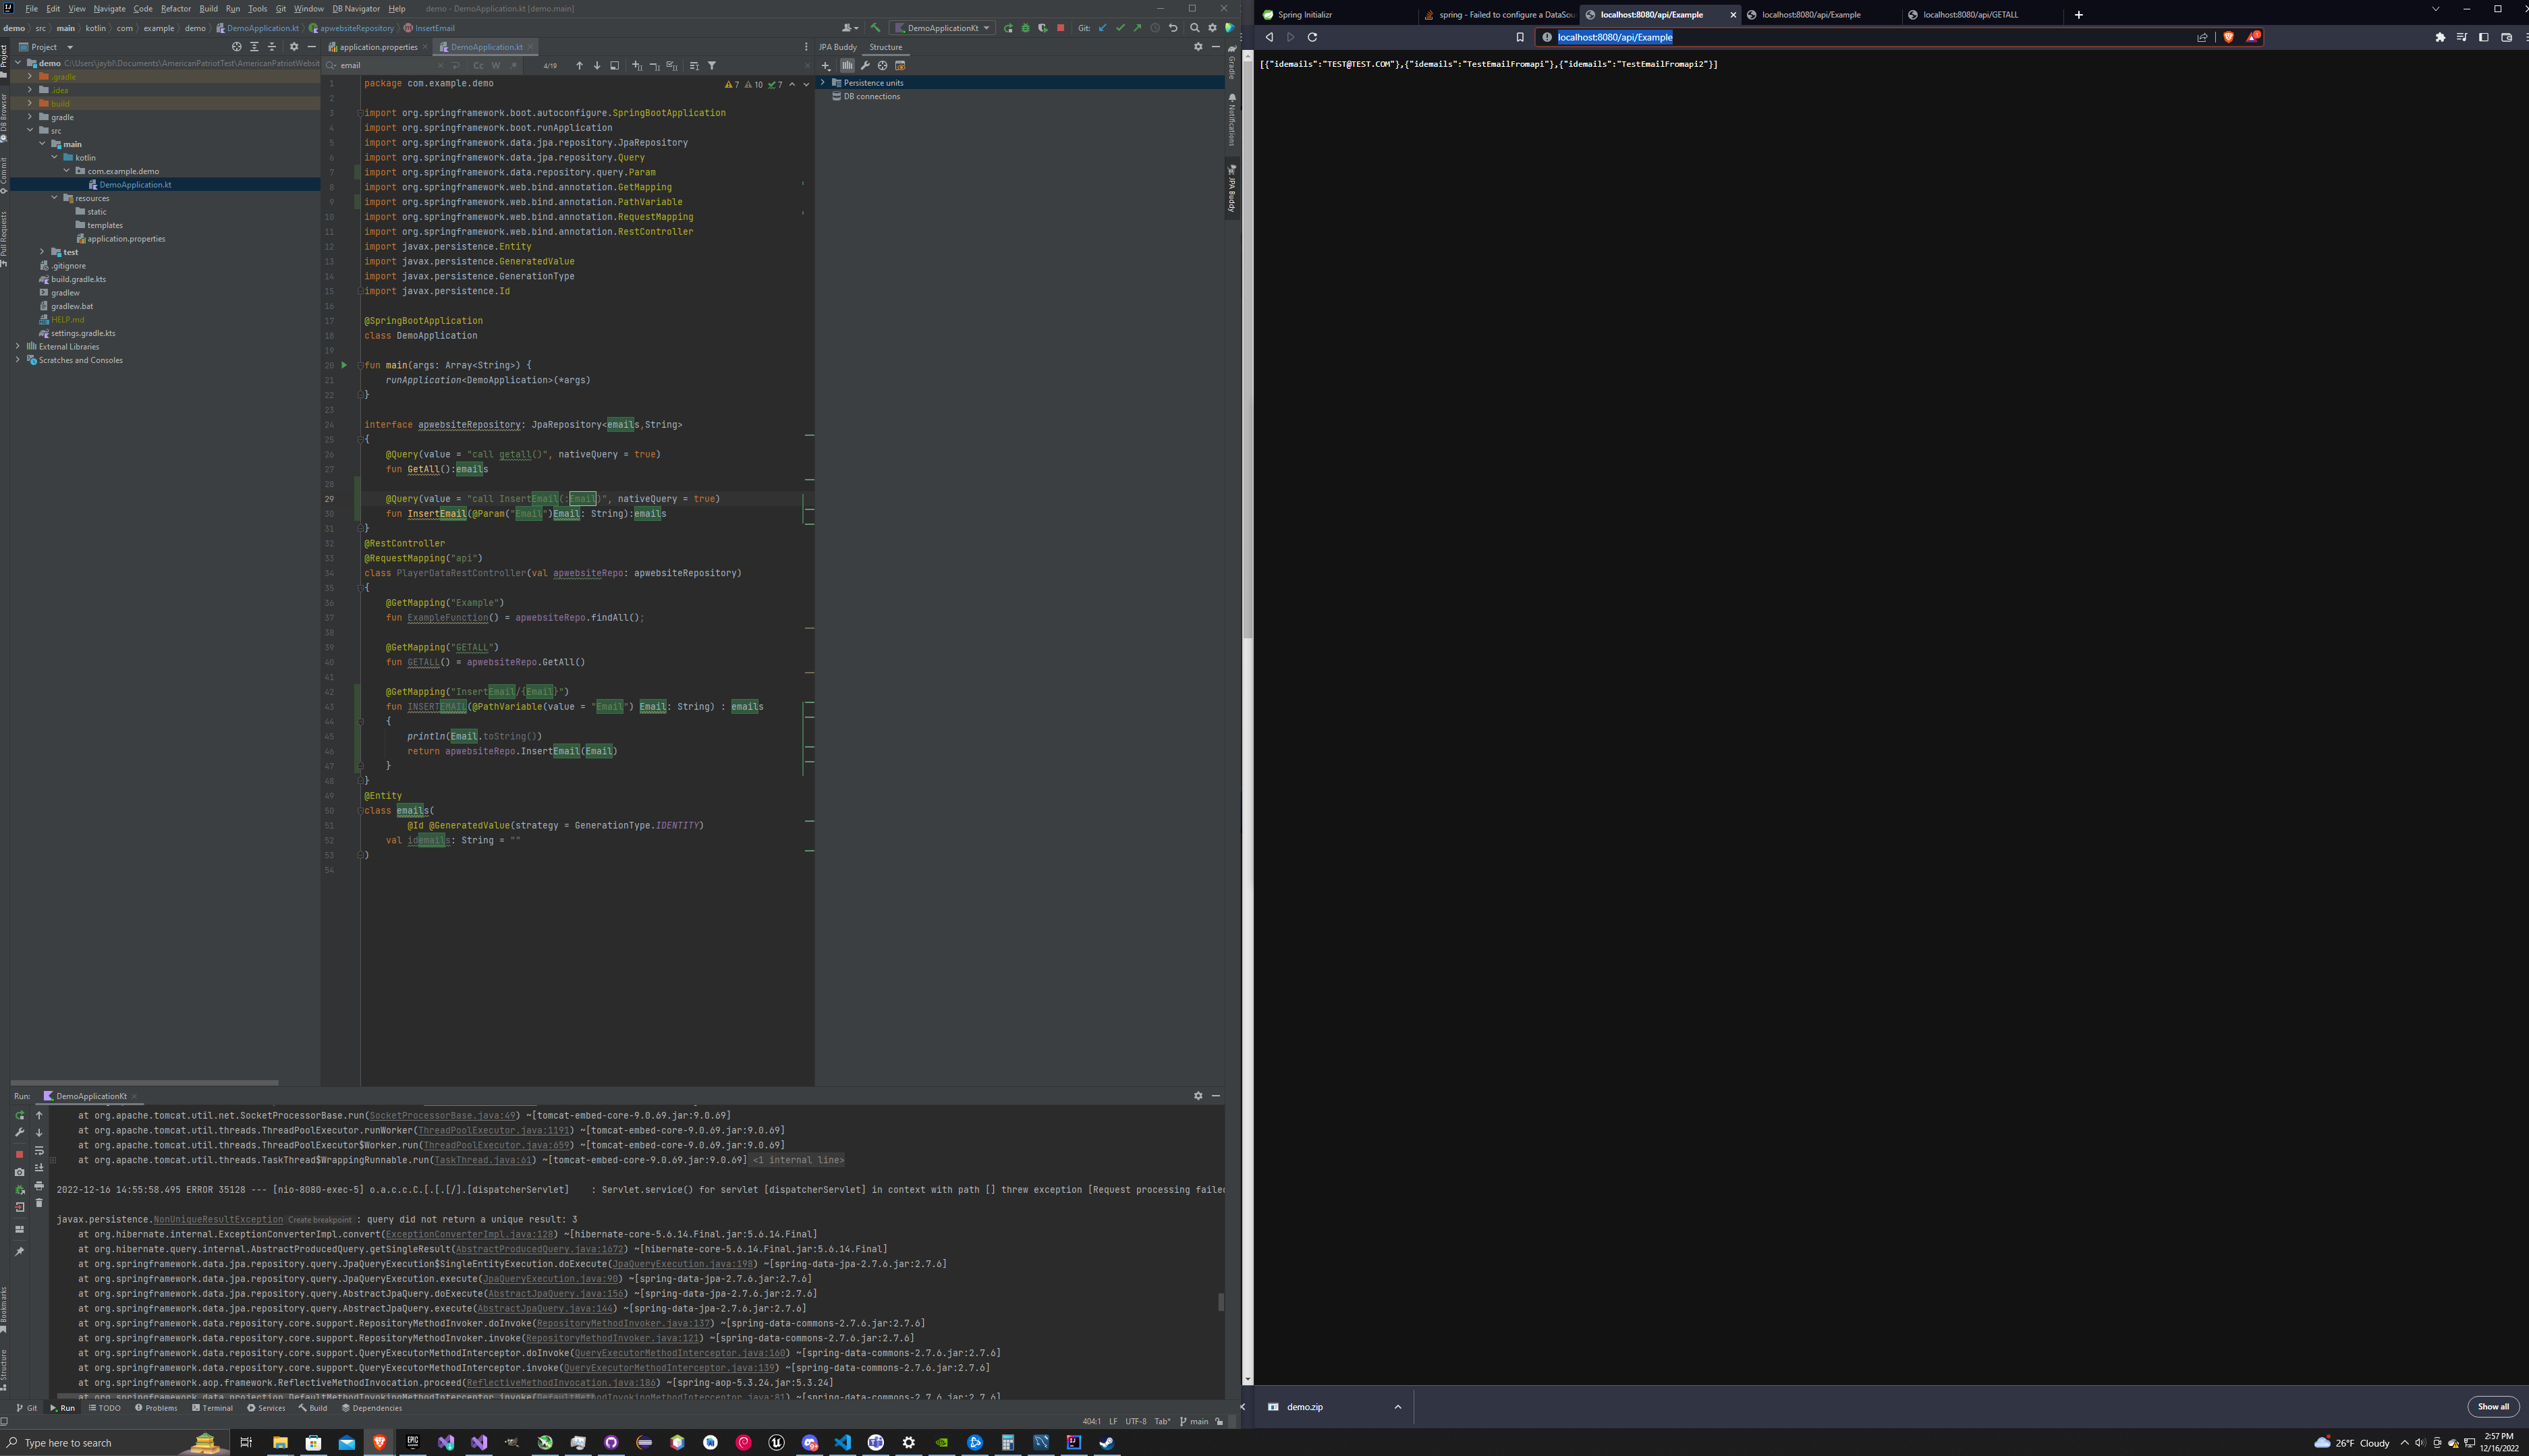 File Edit View Navigate Code Refactor Build Run Tools Git Window DB Navigator Help demo - DemoApplication.kt [demo.main]
demo src main kotlin com example demo DemoApplication.kt apwebsiteRepository InsertEmail
DemoApplicationKt Git:
Project
demo C:\Users\jaybl\Documents\AmericanPatriotTest\AmericanPatriotWebsit
.gradle
.idea
build
gradle
src
main
kotlin
com.example.demo
DemoApplication.kt
resources
static
templates
application.properties
test
.gitignore
build.gradle.kts
gradlew
gradlew.bat
HELP.md
settings.gradle.kts
External Libraries
Scratches and Consoles
Project
DB Browser
Commit
Pull Requests
Bookmarks
Structure
application.properties DemoApplication.kt
email Cc W 4/19
7 10 7
1 package com.example.demo
2
3 import org.springframework.boot.autoconfigure.SpringBootApplication
4 import org.springframework.boot.runApplication
5 import org.springframework.data.jpa.repository.JpaRepository
6 import org.springframework.data.jpa.repository.Query
7 import org.springframework.data.repository.query.Param
8 import org.springframework.web.bind.annotation.GetMapping
9 import org.springframework.web.bind.annotation.PathVariable
10 import org.springframework.web.bind.annotation.RequestMapping
11 import org.springframework.web.bind.annotation.RestController
12 import javax.persistence.Entity
13 import javax.persistence.GeneratedValue
14 import javax.persistence.GenerationType
15 import javax.persistence.Id
16
17 @SpringBootApplication
18 class DemoApplication
19
20 fun main(args: Array<String>) {
21 runApplication<DemoApplication>(*args)
22 }
23
24 interface apwebsiteRepository: JpaRepository<emails,String>
25 {
26 @Query(value = "call getall()", nativeQuery = true)
27 fun GetAll():emails
28
29 @Query(value = "call InsertEmail(:Email)", nativeQuery = true)
30 fun InsertEmail(@Param("Email")Email: String):emails
31 }
32 @RestController
33 @RequestMapping("api")
34 class PlayerDataRestController(val apwebsiteRepo: apwebsiteRepository)
35 {
36 @GetMapping("Example")
37 fun ExampleFunction() = apwebsiteRepo.findAll();
38
39 @GetMapping("GETALL")
40 fun GETALL() = apwebsiteRepo.GetAll()
41
42 @GetMapping("InsertEmail/{Email}")
43 fun INSERTEMAIL(@PathVariable(value = "Email") Email: String) : emails
44 {
45 println(Email.toString())
46 return apwebsiteRepo.InsertEmail(Email)
47 }
48 }
49 @Entity
50 class emails(
51 @Id @GeneratedValue(strategy = GenerationType.IDENTITY)
52 val idemails: String = ""
53 )
54
JPA Buddy Structure
Persistence units
DB connections
Gradle
Notifications
JPA Buddy
Run: DemoApplicationKt
at org.apache.tomcat.util.net.SocketProcessorBase.run(SocketProcessorBase.java:49) ~[tomcat-embed-core-9.0.69.jar:9.0.69]
at org.apache.tomcat.util.threads.ThreadPoolExecutor.runWorker(ThreadPoolExecutor.java:1191) ~[tomcat-embed-core-9.0.69.jar:9.0.69]
at org.apache.tomcat.util.threads.ThreadPoolExecutor$Worker.run(ThreadPoolExecutor.java:659) ~[tomcat-embed-core-9.0.69.jar:9.0.69]
at org.apache.tomcat.util.threads.TaskThread$WrappingRunnable.run(TaskThread.java:61) ~[tomcat-embed-core-9.0.69.jar:9.0.69] <1 internal line>
2022-12-16 14:55:58.495 ERROR 35128 --- [nio-8080-exec-5] o.a.c.c.C.[.[.[/].[dispatcherServlet] : Servlet.service() for servlet [dispatcherServlet] in context with path [] threw exception [Request processing failed
javax.persistence.NonUniqueResultException Create breakpoint : query did not return a unique result: 3
at org.hibernate.internal.ExceptionConverterImpl.convert(ExceptionConverterImpl.java:128) ~[hibernate-core-5.6.14.Final.jar:5.6.14.Final]
at org.hibernate.query.internal.AbstractProducedQuery.getSingleResult(AbstractProducedQuery.java:1672) ~[hibernate-core-5.6.14.Final.jar:5.6.14.Final]
at org.springframework.data.jpa.repository.query.JpaQueryExecution$SingleEntityExecution.doExecute(JpaQueryExecution.java:198) ~[spring-data-jpa-2.7.6.jar:2.7.6]
at org.springframework.data.jpa.repository.query.JpaQueryExecution.execute(JpaQueryExecution.java:90) ~[spring-data-jpa-2.7.6.jar:2.7.6]
at org.springframework.data.jpa.repository.query.AbstractJpaQuery.doExecute(AbstractJpaQuery.java:156) ~[spring-data-jpa-2.7.6.jar:2.7.6]
at org.springframework.data.jpa.repository.query.AbstractJpaQuery.execute(AbstractJpaQuery.java:144) ~[spring-data-jpa-2.7.6.jar:2.7.6]
at org.springframework.data.repository.core.support.RepositoryMethodInvoker.doInvoke(RepositoryMethodInvoker.java:137) ~[spring-data-commons-2.7.6.jar:2.7.6]
at org.springframework.data.repository.core.support.RepositoryMethodInvoker.invoke(RepositoryMethodInvoker.java:121) ~[spring-data-commons-2.7.6.jar:2.7.6]
at org.springframework.data.repository.core.support.QueryExecutorMethodInterceptor.doInvoke(QueryExecutorMethodInterceptor.java:160) ~[spring-data-commons-2.7.6.jar:2.7.6]
at org.springframework.data.repository.core.support.QueryExecutorMethodInterceptor.invoke(QueryExecutorMethodInterceptor.java:139) ~[spring-data-commons-2.7.6.jar:2.7.6]
at org.springframework.aop.framework.ReflectiveMethodInvocation.proceed(ReflectiveMethodInvocation.java:186) ~[spring-aop-5.3.24.jar:5.3.24]
at org.springframework.data.projection.DefaultMethodInvokingMethodInterceptor.invoke(DefaultMethodInvokingMethodInterceptor.java:81) ~[spring-data-commons-2.7.6.jar:2.7.6]
Git Run TODO Problems Terminal Services Build Dependencies
404:1 LF UTF-8 Tab* main
Spring Initializr spring - Failed to configure a DataSou localhost:8080/api/Example localhost:8080/api/Example localhost:8080/api/GETALL
localhost:8080/api/Example
[{"idemails":"TEST@TEST.COM"},{"idemails":"TestEmailFromapi"},{"idemails":"TestEmailFromapi2"}]
demo.zip Show all
Type here to search
26°F Cloudy
2:57 PM
12/16/2022